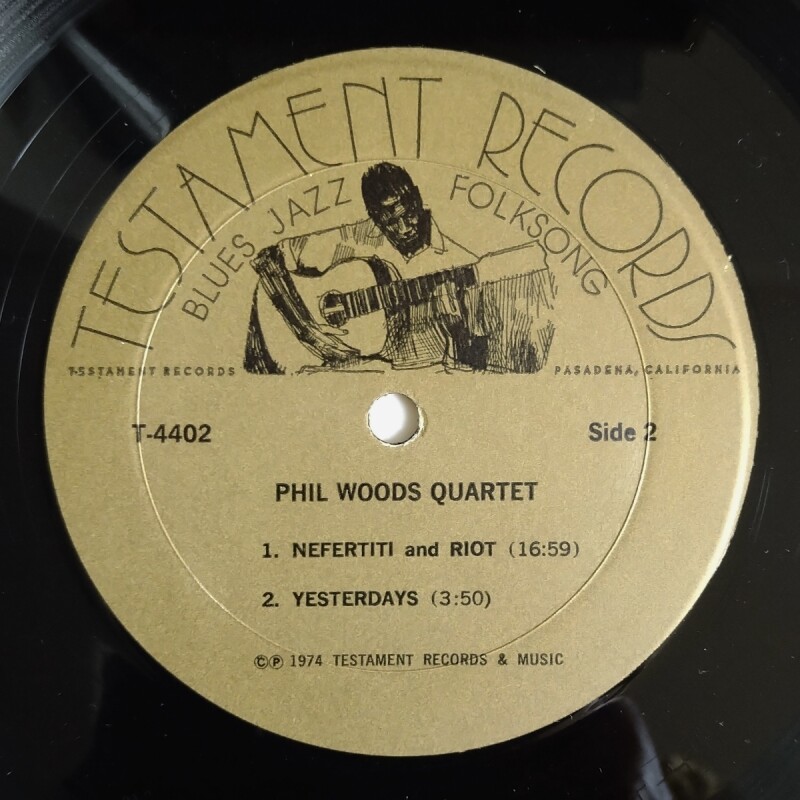 TESTAMENT RECORDS
BLUES JAZZ FOLKSONG
TESTAMENT RECORDS
PASADENA, CALIFORNIA
T-4402
Side 2
PHIL WOODS QUARTET
1. NEFERTITI and RIOT (16:59)
2. YESTERDAYS (3:50)
©℗ 1974 TESTAMENT RECORDS & MUSIC